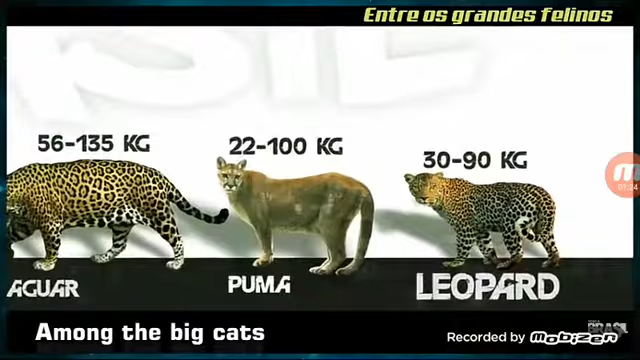 Entre os grandes felinos
56-135 KG
22-100 KG
30-90 KG
AGUAR
PUMA
LEOPARD
Among the big cats
Recorded by mobizen